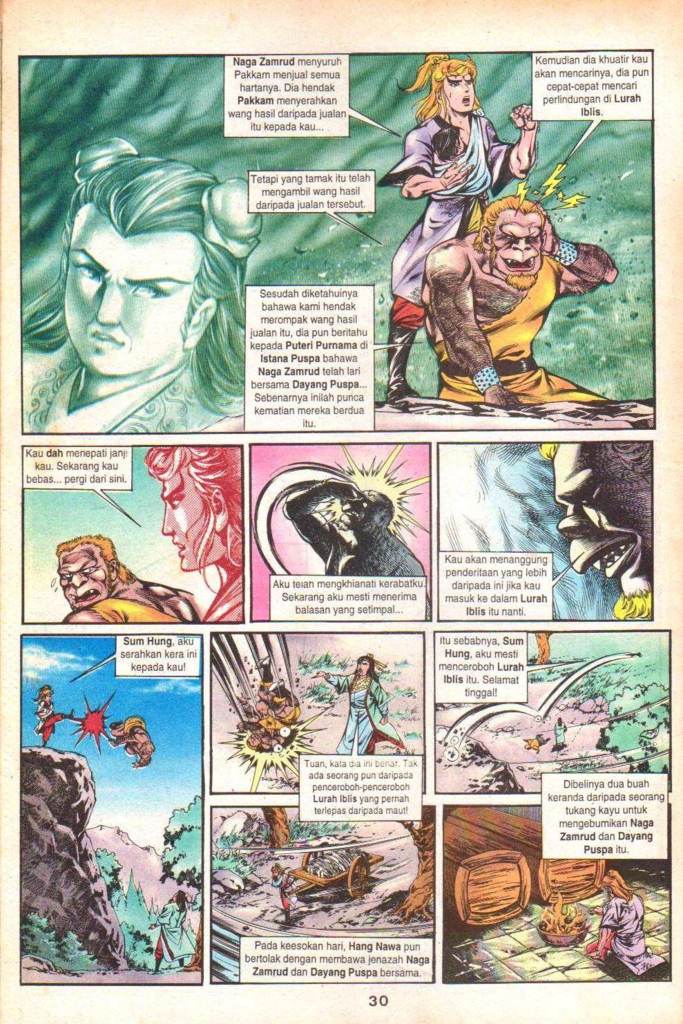 Naga Zamrud menyuruh
Pakkam menjual semua
hartanya. Dia hendak
Pakkam menyerahkan
wang hasil daripada jualan
itu kepada kau...
Kemudian dia khuatir kau
akan mencarinya, dia pun
cepat-cepat mencari
perlindungan di Lurah
Iblis.
Tetapi yang tamak itu telah
mengambil wang hasil
daripada jualan tersebut.
Sesudah diketahuinya
bahawa kami hendak
merompak wang hasil
jualan itu, dia pun beritahu
kepada Puteri Purnama di
Istana Puspa bahawa
Naga Zamrud telah lari
bersama Dayang Puspa...
Sebenarnya inilah punca
kematian mereka berdua
itu.
Kau dah menepati janji
kau. Sekarang kau
bebas... pergi dari sini.
Aku telah mengkhianati kerabatku.
Sekarang aku mesti menerima
balasan yang setimpal...
Kau akan menanggung
penderitaan yang lebih
daripada ini jika kau
masuk ke dalam Lurah
Iblis itu nanti.
Sum Hung, aku
serahkan kera ini
kepada kau!
Tuan, kata dia ini benar. Tak
ada seorang pun daripada
penceroboh-penceroboh
Lurah Iblis yang pernah
terlepas daripada maut!
Itu sebabnya, Sum
Hung, aku mesti
menceroboh Lurah
Iblis itu. Selamat
tinggal!
Dibelinya dua buah
keranda daripada seorang
tukang kayu untuk
mengebumikan Naga
Zamrud dan Dayang
Puspa itu.
Pada keesokan hari, Hang Nawa pun
bertolak dengan membawa jenazah Naga
Zamrud dan Dayang Puspa bersama.
30